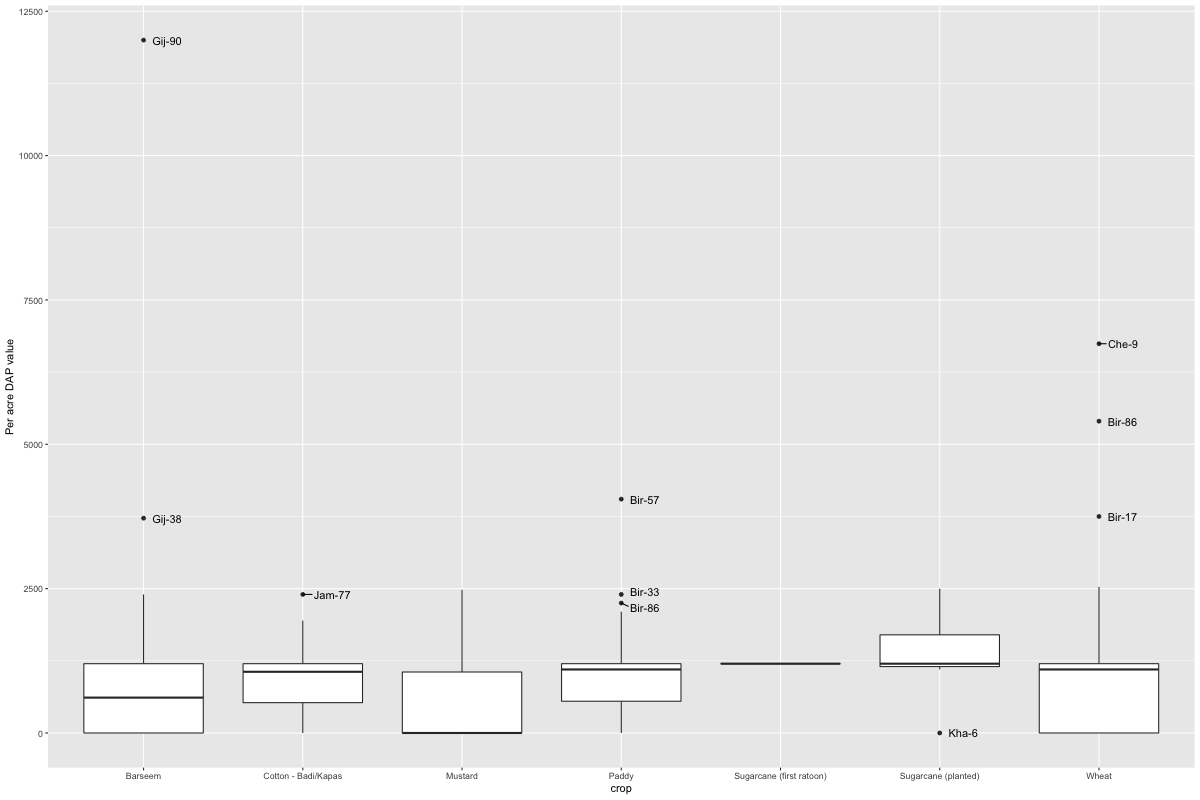 12500
Gij-90
10000
7500
Che-9
Bir-86
5000
Bir-57
Gij-38
Bir-17
2500
Jam-77
Bir-33
Bir-86
0
Kha-6
Per acre DAP value
Barseem
Cotton - Badi/Kapas
Mustard
Paddy
Sugarcane (first ratoon)
Sugarcane (planted)
Wheat
crop